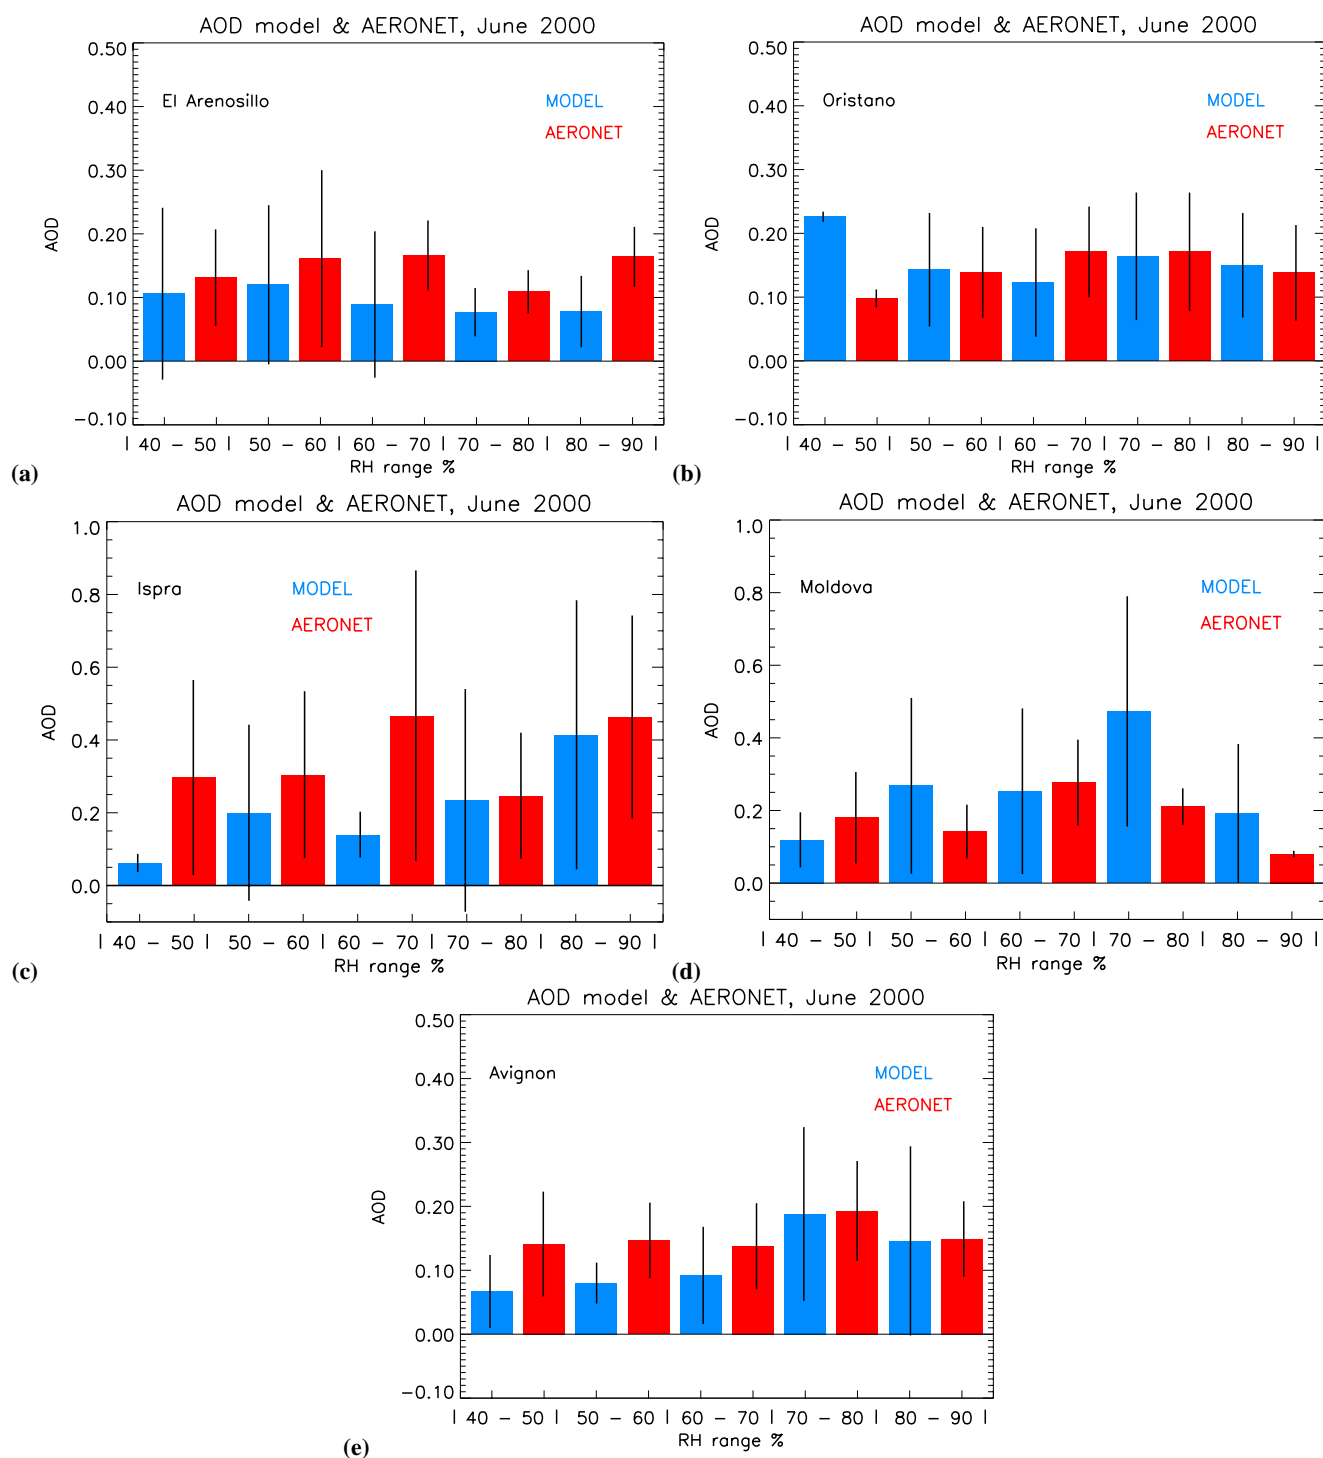 AOD model & AERONET, June 2000
0.50
0.40
0.30
0.20
0.10
0.00
−0.10
AOD
El Arenosillo
MODEL
AERONET
| 40 − 50 | 50 − 60 | 60 − 70 | 70 − 80 | 80 − 90 |
RH range %
(a)
AOD model & AERONET, June 2000
0.50
0.40
0.30
0.20
0.10
0.00
−0.10
AOD
Oristano
MODEL
AERONET
| 40 − 50 | 50 − 60 | 60 − 70 | 70 − 80 | 80 − 90 |
RH range %
(b)
AOD model & AERONET, June 2000
1.0
0.8
0.6
0.4
0.2
0.0
AOD
Ispra
MODEL
AERONET
| 40 − 50 | 50 − 60 | 60 − 70 | 70 − 80 | 80 − 90 |
RH range %
(c)
AOD model & AERONET, June 2000
1.0
0.8
0.6
0.4
0.2
0.0
AOD
Moldova
MODEL
AERONET
| 40 − 50 | 50 − 60 | 60 − 70 | 70 − 80 | 80 − 90 |
RH range %
(d)
AOD model & AERONET, June 2000
0.50
0.40
0.30
0.20
0.10
0.00
−0.10
AOD
Avignon
MODEL
AERONET
| 40 − 50 | 50 − 60 | 60 − 70 | 70 − 80 | 80 − 90 |
RH range %
(e)